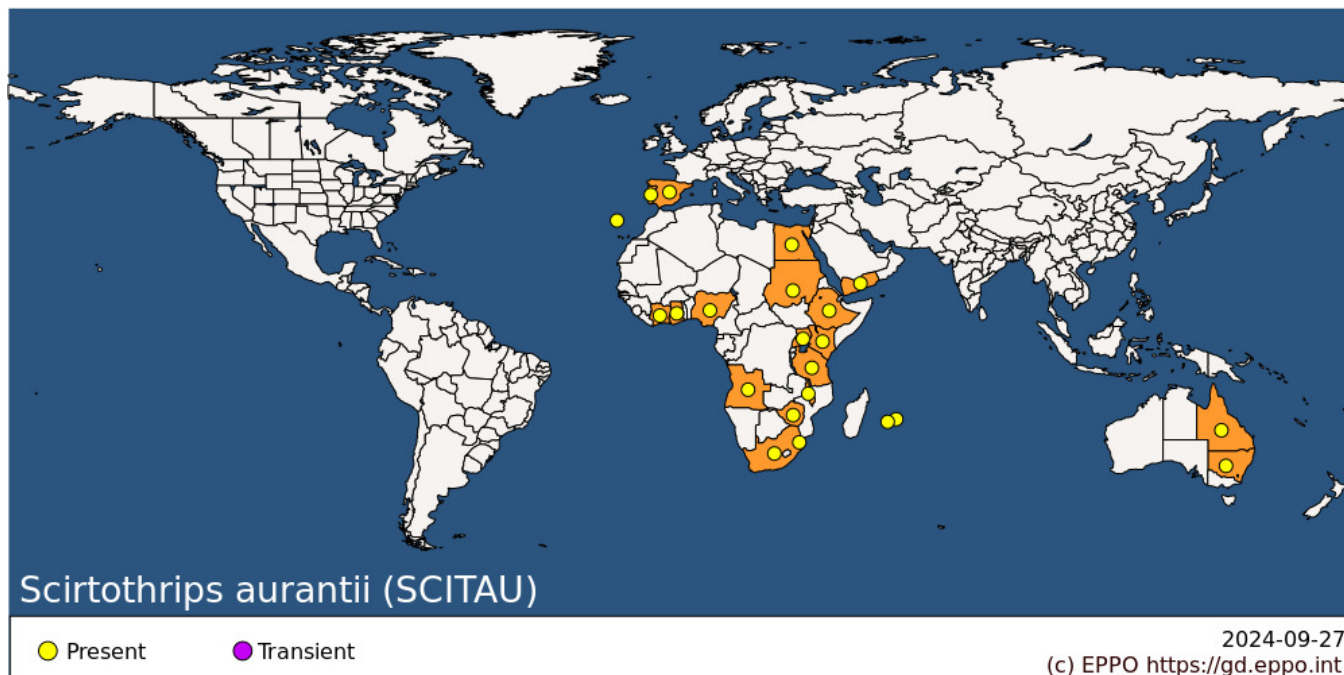 Scirtothrips aurantii (SCITAU)
Present
Transient
2024-09-27
(c) EPPO https://gd.eppo.int